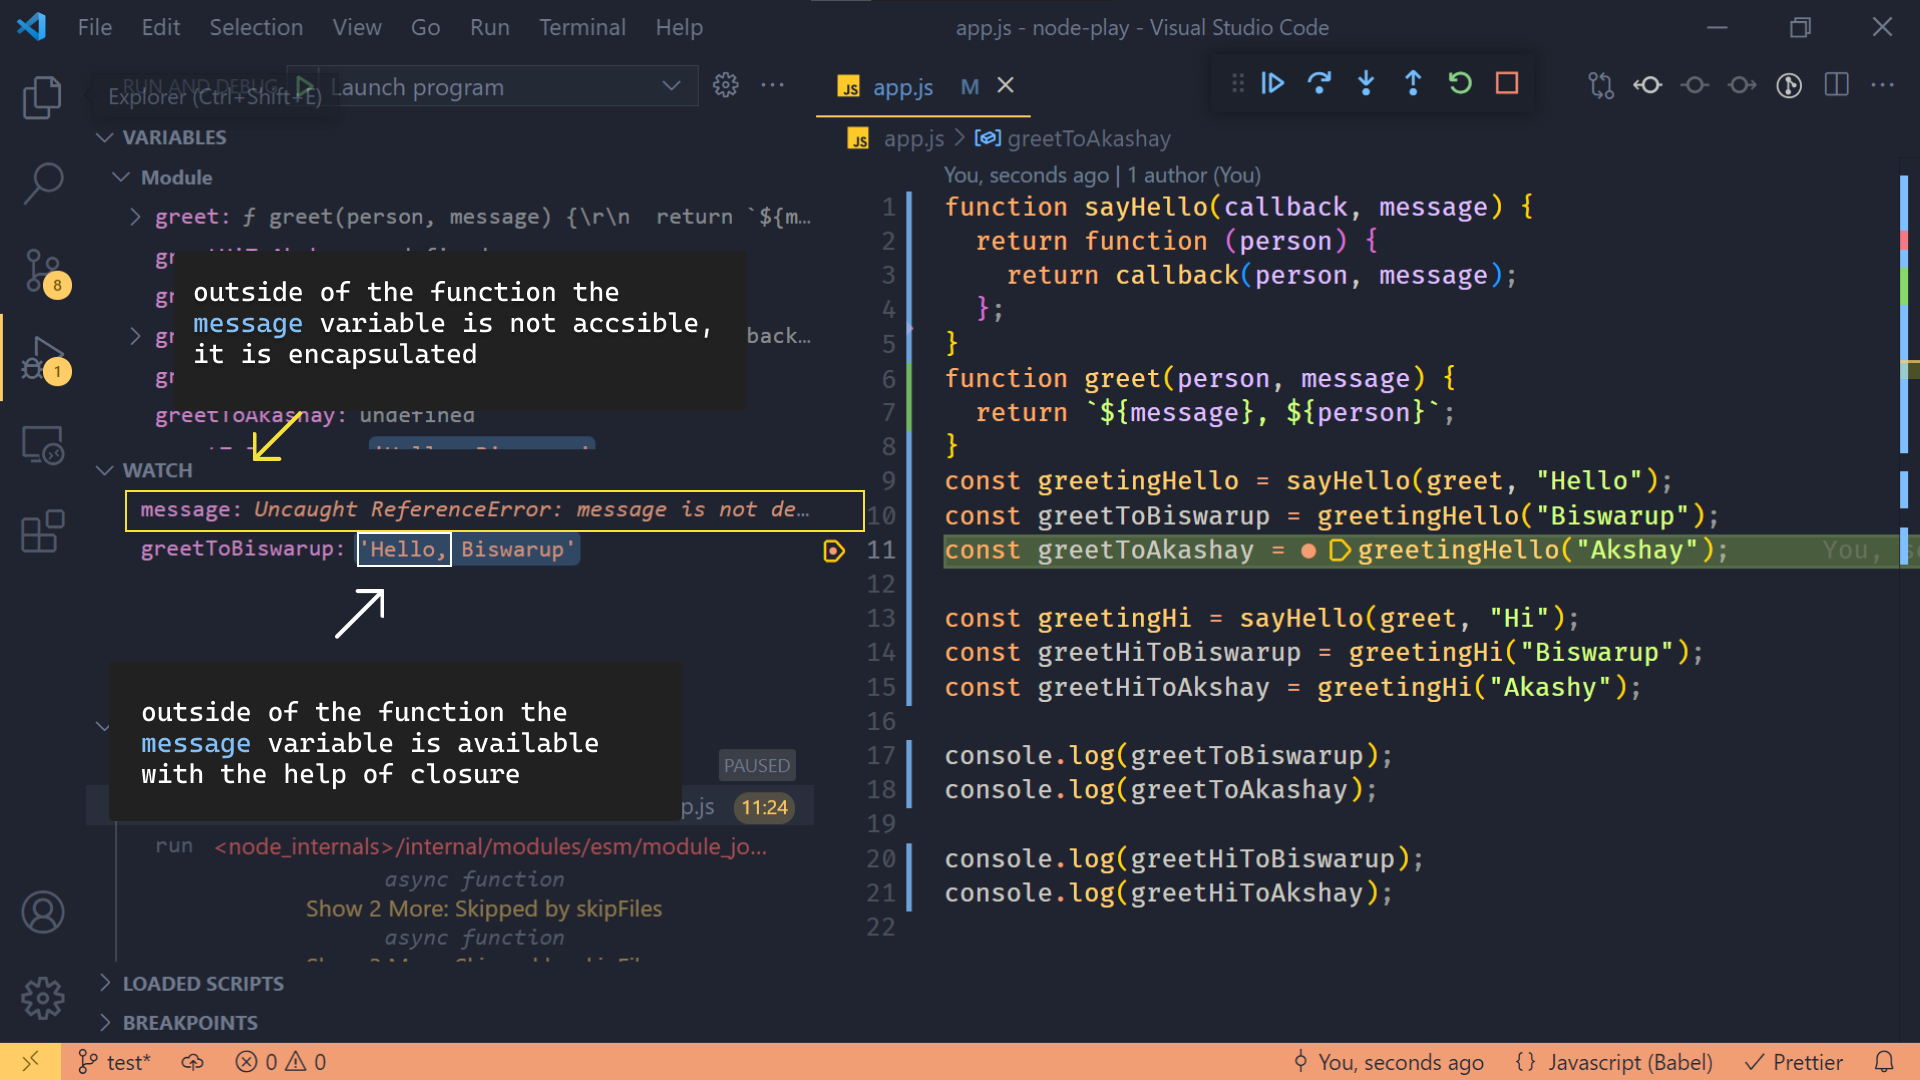 File Edit Selection View Go Run Terminal Help
app.js - node-play - Visual Studio Code
RUN AND DEBUG
Launch program
Explorer (Ctrl+Shift+E)
VARIABLES
Module
greet: ƒ greet(person, message) {\r\n  return `${m…
gr
outside of the function the
message variable is not accsible,
it is encapsulated
gr
gr
back…
gr
greetToAkashay: undefined
'Hello, Biswarup'
WATCH
message: Uncaught ReferenceError: message is not de…
greetToBiswarup: 'Hello, Biswarup'
outside of the function the
message variable is available
with the help of closure
PAUSED
p.js 11:24
run <node_internals>/internal/modules/esm/module_jo…
async function
Show 2 More: Skipped by skipFiles
async function
LOADED SCRIPTS
BREAKPOINTS
8
1
JS app.js M
JS app.js > greetToAkashay
You, seconds ago | 1 author (You)
1 function sayHello(callback, message) {
2   return function (person) {
3     return callback(person, message);
4   };
5 }
6 function greet(person, message) {
7   return `${message}, ${person}`;
8 }
9 const greetingHello = sayHello(greet, "Hello");
10 const greetToBiswarup = greetingHello("Biswarup");
11 const greetToAkashay = greetingHello("Akshay"); You, s
12
13 const greetingHi = sayHello(greet, "Hi");
14 const greetHiToBiswarup = greetingHi("Biswarup");
15 const greetHiToAkshay = greetingHi("Akashy");
16
17 console.log(greetToBiswarup);
18 console.log(greetToAkashay);
19
20 console.log(greetHiToBiswarup);
21 console.log(greetHiToAkshay);
22
test* 0 0
You, seconds ago {} Javascript (Babel) Prettier